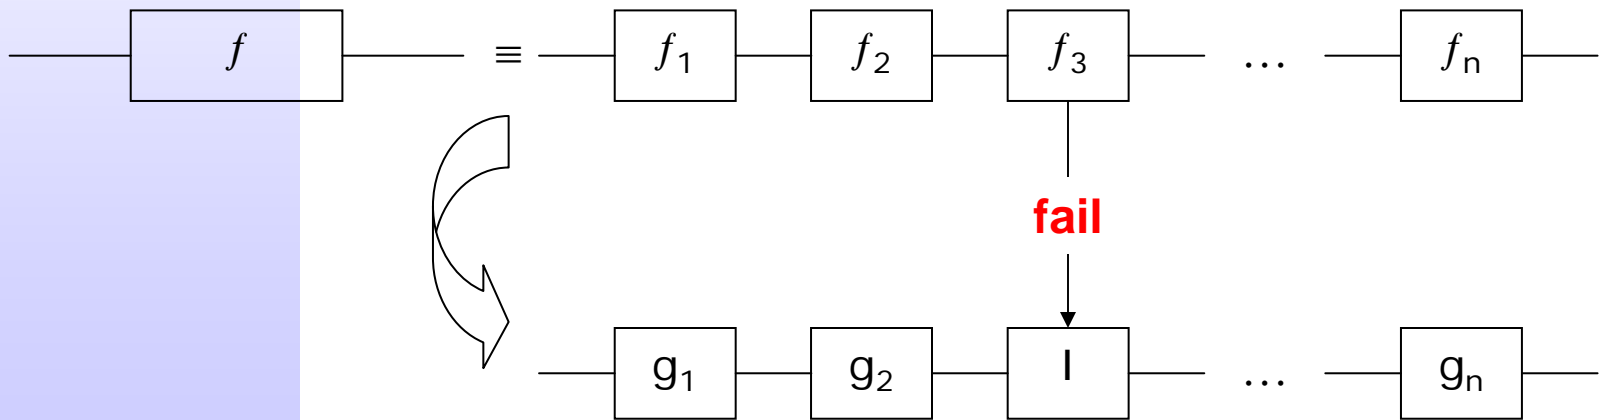 f ≡ f₁ f₂ f₃ … fₙ
fail
g₁ g₂ I … gₙ